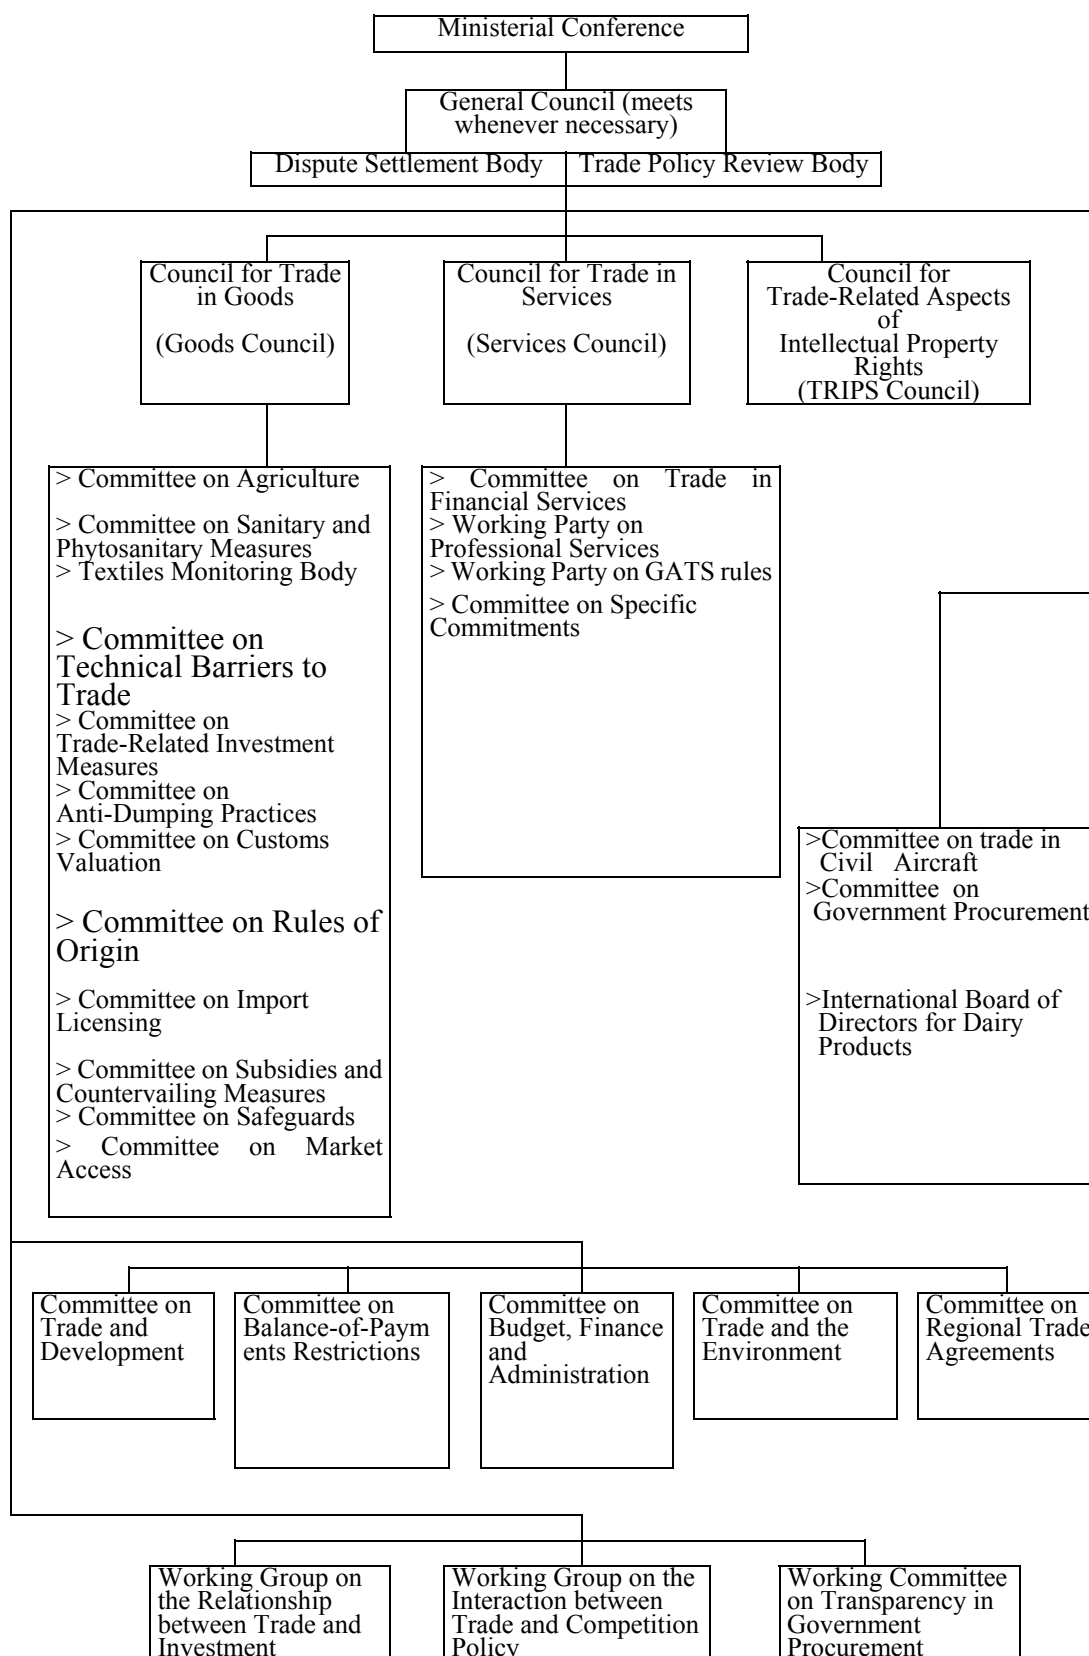 Ministerial Conference
General Council (meets
whenever necessary)
Dispute Settlement Body
Trade Policy Review Body
Council for Trade
in Goods
(Goods Council)
Council for Trade in
Services
(Services Council)
Council for
Trade-Related Aspects
of
Intellectual Property
Rights
(TRIPS Council)
> Committee on Agriculture
> Committee on Sanitary and
Phytosanitary Measures
> Textiles Monitoring Body
> Committee on
Technical Barriers to
Trade
> Committee on
Trade-Related Investment
Measures
> Committee on
Anti-Dumping Practices
> Committee on Customs
Valuation
> Committee on Rules of
Origin
> Committee on Import
Licensing
> Committee on Subsidies and
Countervailing Measures
> Committee on Safeguards
> Committee on Market
Access
> Committee on Trade in
Financial Services
> Working Party on
Professional Services
> Working Party on GATS rules
> Committee on Specific
Commitments
>Committee on trade in
Civil Aircraft
>Committee on
Government Procurement
>International Board of
Directors for Dairy
Products
Committee on
Trade and
Development
Committee on
Balance-of-Paym
ents Restrictions
Committee on
Budget, Finance
and
Administration
Committee on
Trade and the
Environment
Committee on
Regional Trade
Agreements
Working Group on
the Relationship
between Trade and
Investment
Working Group on the
Interaction between
Trade and Competition
Policy
Working Committee
on Transparency in
Government
Procurement